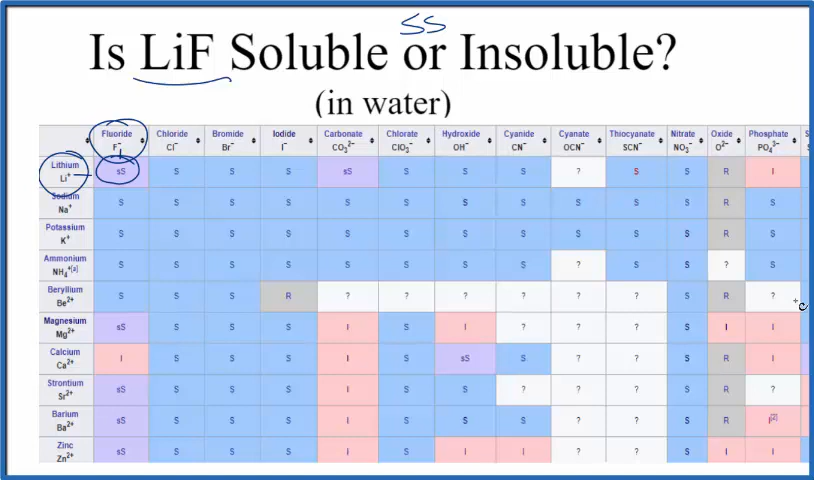 SS
Is LiF Soluble or Insoluble?
(in water)
Fluoride F⁻ Chloride Cl⁻ Bromide Br⁻ Iodide I⁻ Carbonate CO₃²⁻ Chlorate ClO₃⁻ Hydroxide OH⁻ Cyanide CN⁻ Cyanate OCN⁻ Thiocyanate SCN⁻ Nitrate NO₃⁻ Oxide O²⁻ Phosphate PO₄³⁻ S
Lithium Li⁺ sS S S S sS S S S ? S S R I
Sodium Na⁺ S S S S S S S S S S S R S
Potassium K⁺ S S S S S S S S S S S R S
Ammonium NH₄⁺[a] S S S S S S S S ? S S ? S
Beryllium Be²⁺ S S S R ? ? ? ? ? ? S R ?
Magnesium Mg²⁺ sS S S S I S I ? ? ? S I I
Calcium Ca²⁺ I S S S I S sS S ? ? S R I
Strontium Sr²⁺ sS S S S I S S ? ? ? S R ?
Barium Ba²⁺ sS S S S I S S S ? ? S R I[2]
Zinc Zn²⁺ sS S S S I S I I ? ? S I I